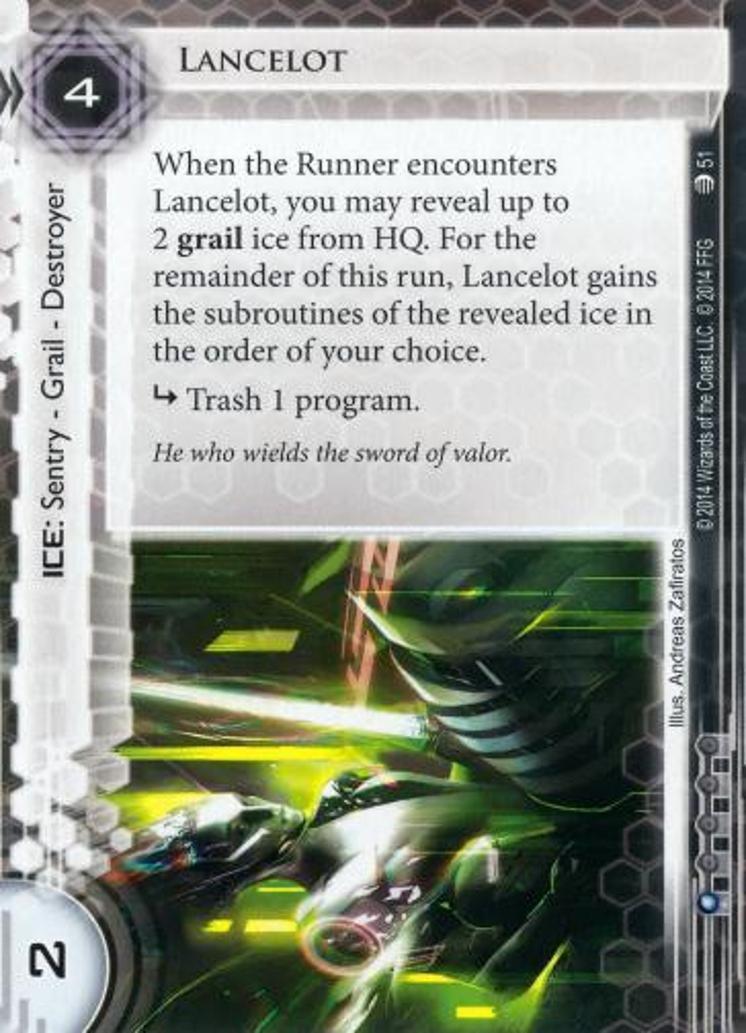 LANCELOT
4
When the Runner encounters
Lancelot, you may reveal up to
2 grail ice from HQ. For the
remainder of this run, Lancelot gains
the subroutines of the revealed ice in
the order of your choice.
↳ Trash 1 program.
He who wields the sword of valor.
ICE: Sentry - Grail - Destroyer
2
Illus. Andreas Zafiratos
© 2014 Wizards of the Coast LLC. © 2014 FFG
51